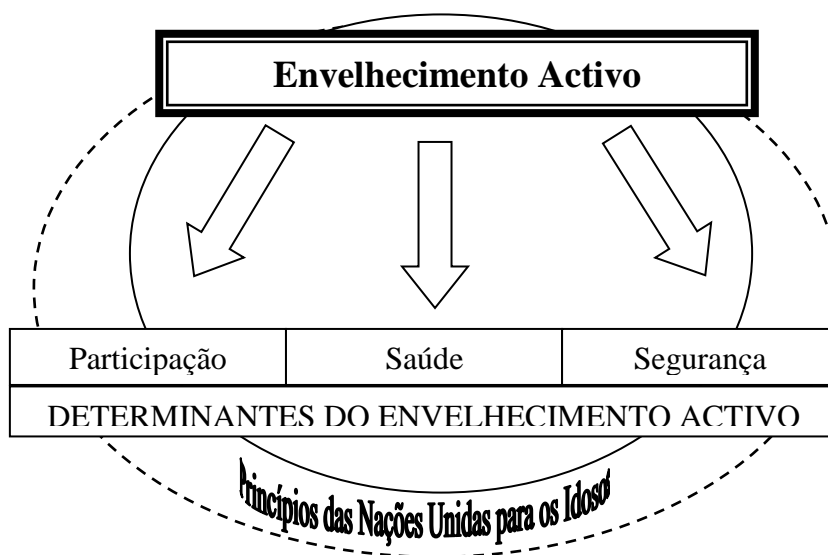 Envelhecimento Activo
Participação Saúde Segurança
DETERMINANTES DO ENVELHECIMENTO ACTIVO
Princípios das Nações Unidas para os Idosos